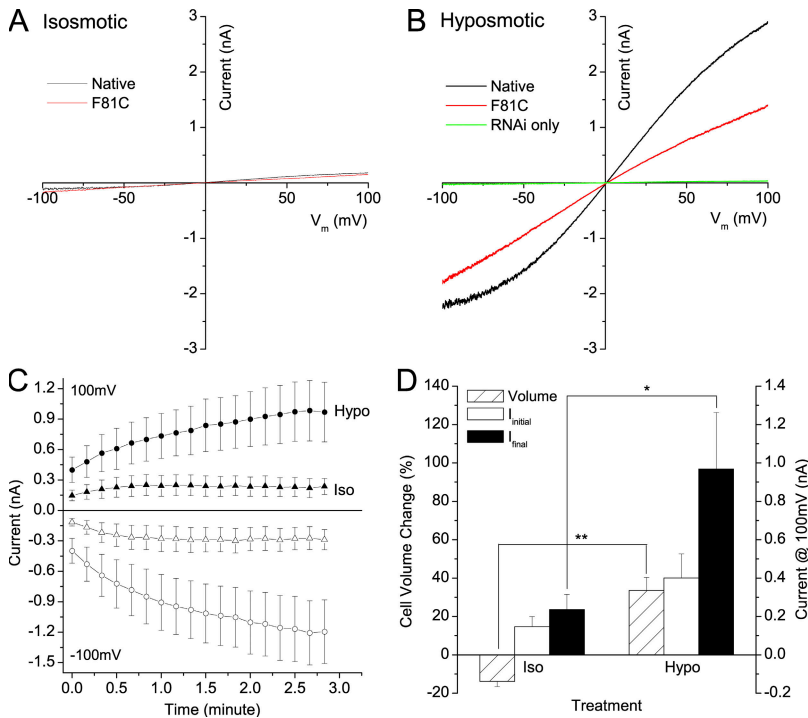 A
Isosmotic
Native
F81C
Current (nA)
3
2
1
-1
-2
-3
-100
-50
50
100
Vm (mV)
B
Hyposmotic
Native
F81C
RNAi only
Current (nA)
3
2
1
-1
-2
-3
-100
-50
50
100
Vm (mV)
C
100mV
Hypo
Iso
-100mV
Current (nA)
1.2
0.9
0.6
0.3
0.0
-0.3
-0.6
-0.9
-1.2
-1.5
0.0
0.5
1.0
1.5
2.0
2.5
3.0
Time (minute)
D
Volume
Iinitial
Ifinal
*
**
Cell Volume Change (%)
140
120
100
80
60
40
20
0
-20
Current @ 100mV (nA)
1.4
1.2
1.0
0.8
0.6
0.4
0.2
0.0
-0.2
Iso
Hypo
Treatment